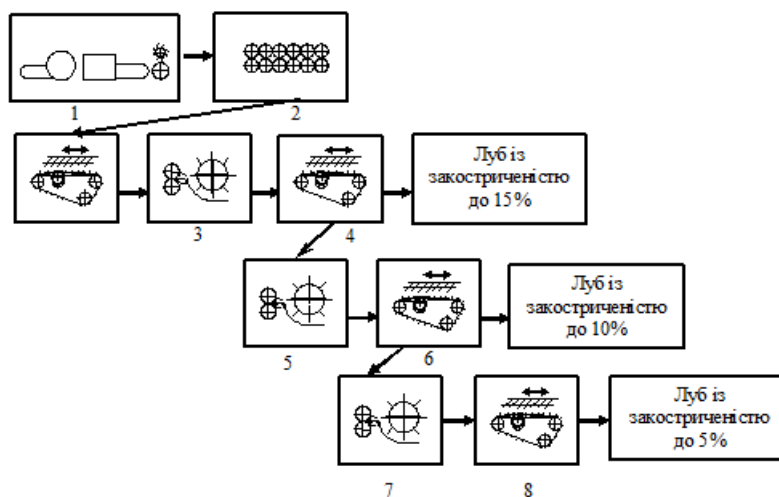 1
2
Луб із
закостриченістю
до 15%
3
4
Луб із
закостриченістю
до 10%
5
6
Луб із
закостриченістю
до 5%
7
8